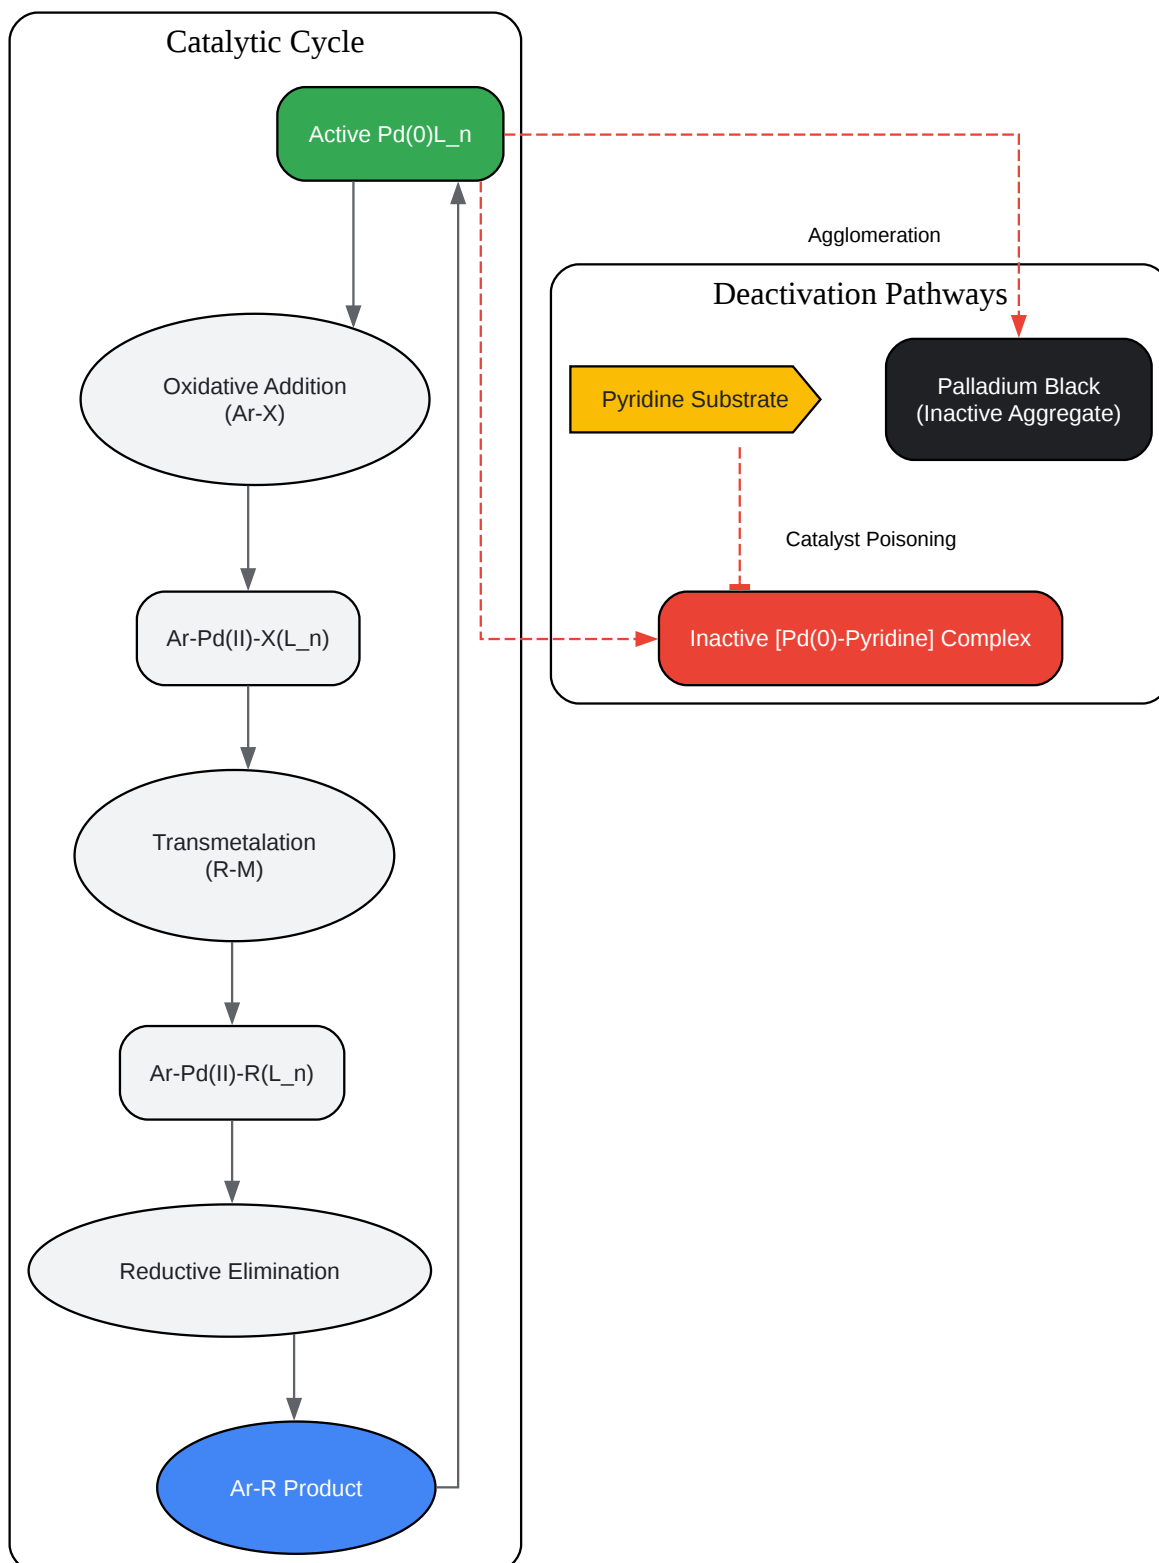 Catalytic Cycle
Active Pd(0)L_n
Agglomeration
Deactivation Pathways
Pyridine Substrate
Palladium Black
(Inactive Aggregate)
Oxidative Addition
(Ar-X)
Catalyst Poisoning
Ar-Pd(II)-X(L_n)
Inactive [Pd(0)-Pyridine] Complex
Transmetalation
(R-M)
Ar-Pd(II)-R(L_n)
Reductive Elimination
Ar-R Product